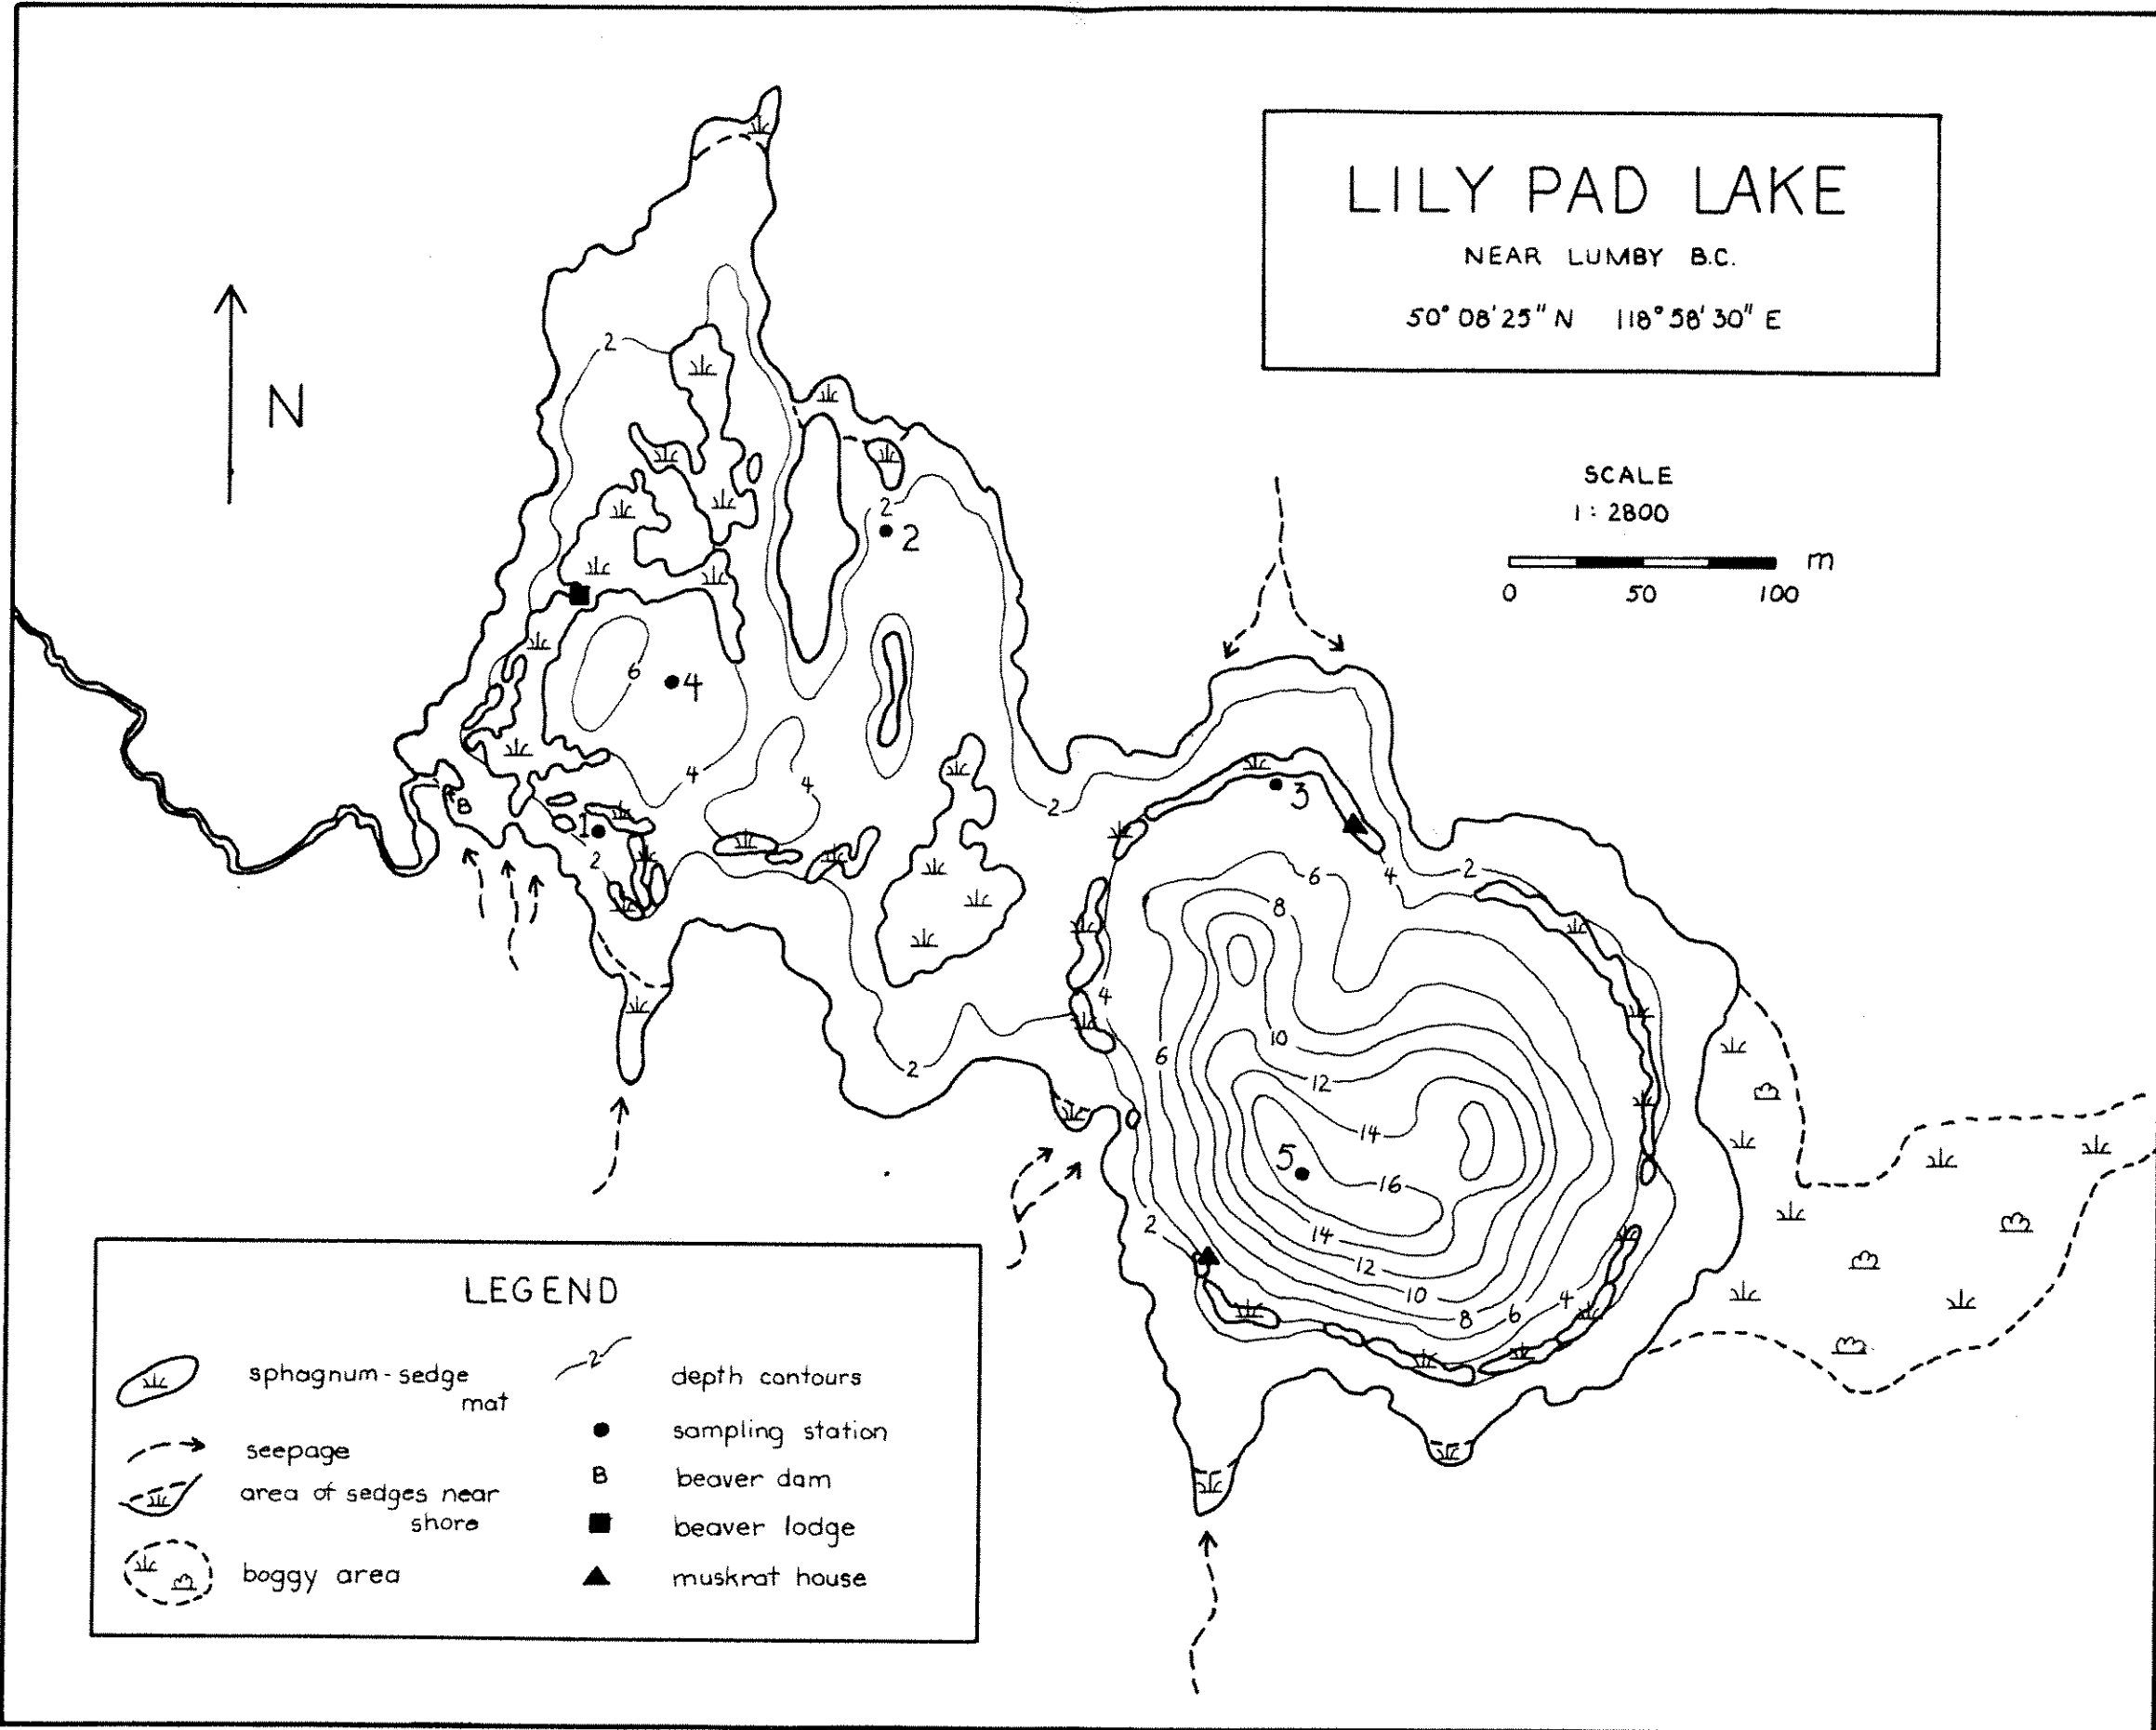 LILY PAD LAKE
NEAR LUMBY B.C.
50° 08' 25" N 118° 58' 30" E
N
SCALE
1 : 2800
m
0 50 100
2
2
2
6
4
4
4
B
1
2
3
2
6
4
2
8
4
2
10
6
12
14
5
16
2
14
12
10
8
6
4
LEGEND
sphagnum-sedge
mat
seepage
area of sedges near
shore
boggy area
2
depth contours
sampling station
B
beaver dam
beaver lodge
muskrat house